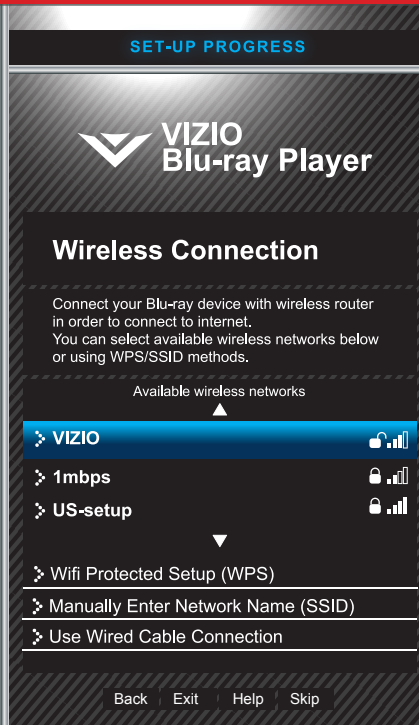 SET-UP PROGRESS
VIZIO
Blu-ray Player
Wireless Connection
Connect your Blu-ray device with wireless router
in order to connect to internet.
You can select available wireless networks below
or using WPS/SSID methods.
Available wireless networks
VIZIO
1mbps
US-setup
Wifi Protected Setup (WPS)
Manually Enter Network Name (SSID)
Use Wired Cable Connection
Back Exit Help Skip